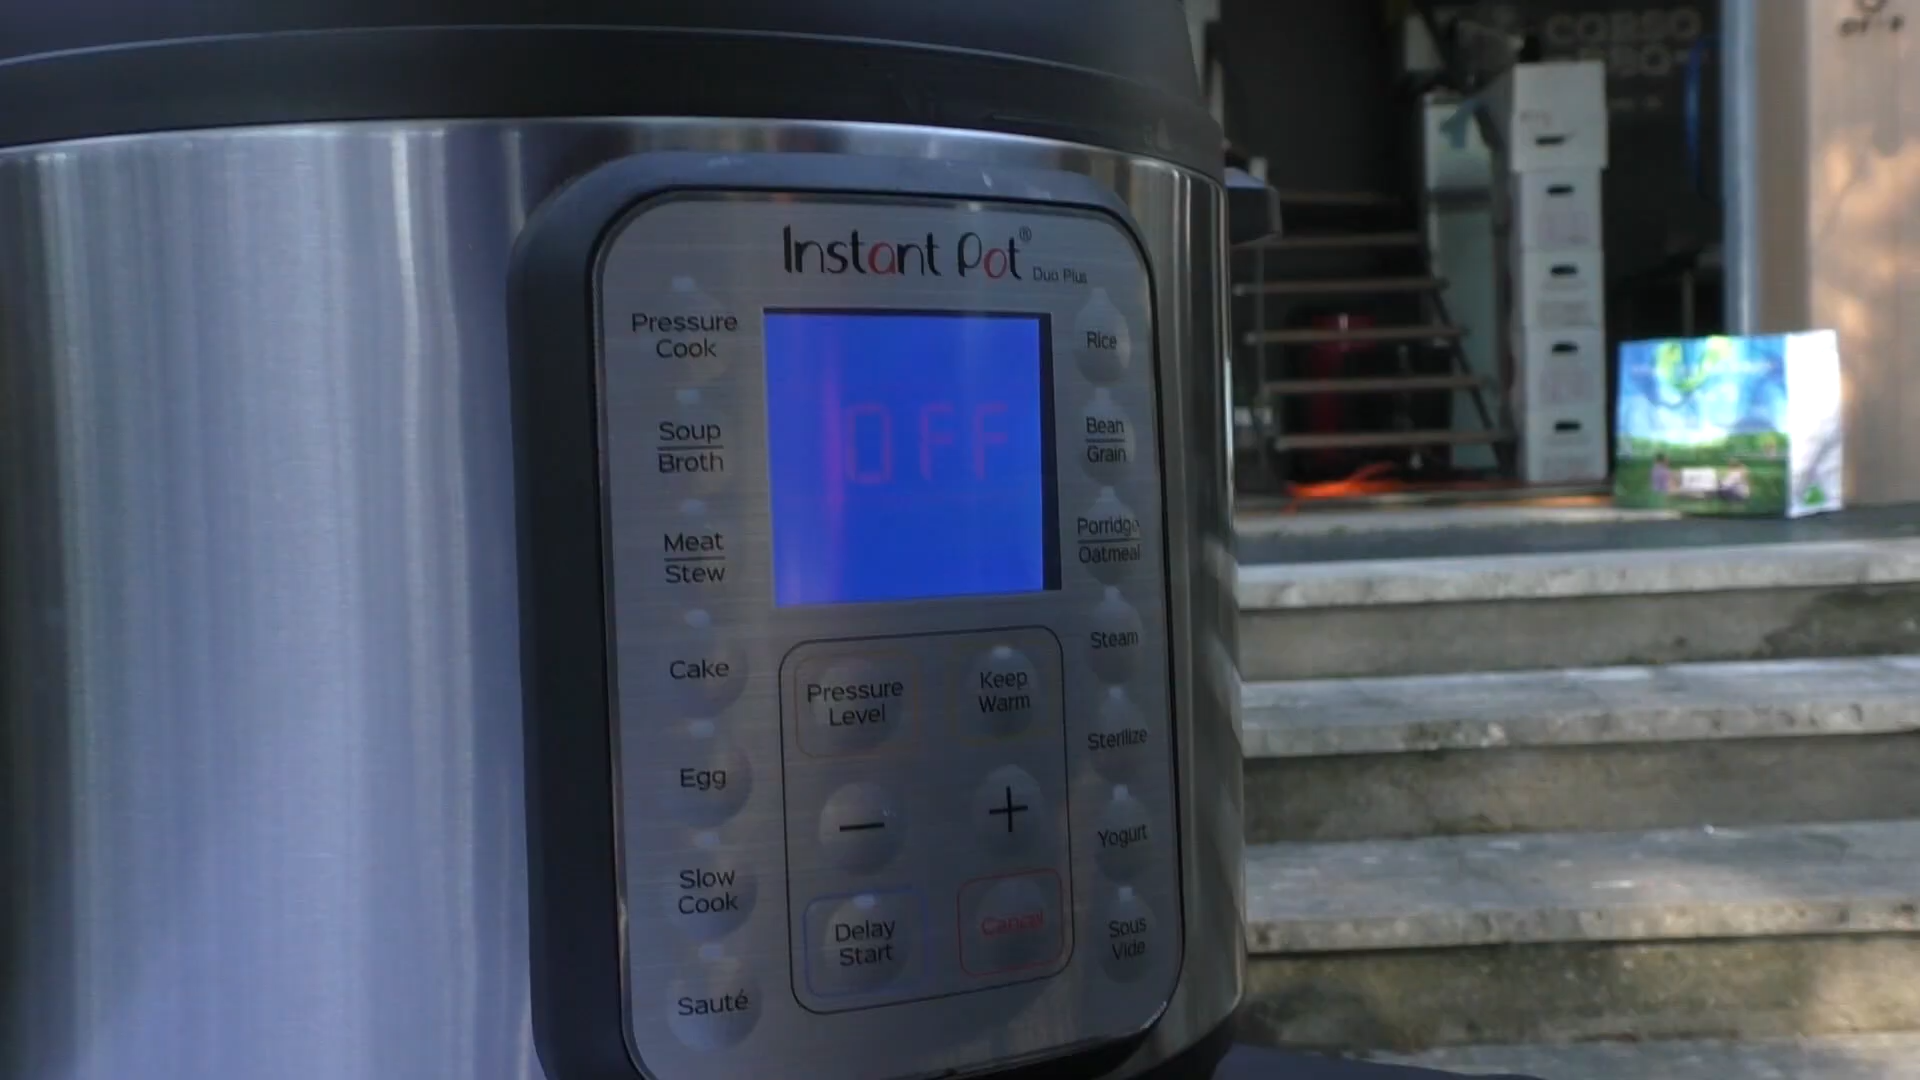 Instant Pot®
Duo Plus
Pressure
Cook
Soup
Broth
Meat
Stew
Cake
Egg
Slow
Cook
Sauté
OFF
Pressure
Level
Keep
Warm
−
+
Delay
Start
Cancel
Rice
Bean
Grain
Porridge
Oatmeal
Steam
Sterilize
Yogurt
Sous
Vide
CORSO